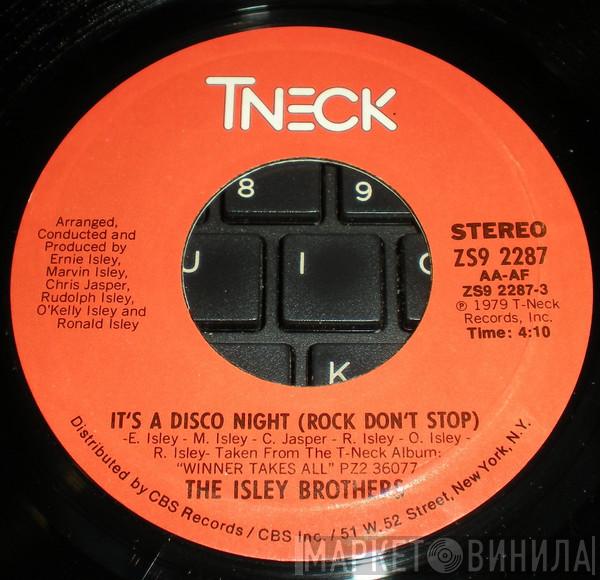 TNECK
8
9
U
I
K
Arranged,
Conducted and
Produced by
Ernie Isley,
Marvin Isley,
Chris Jasper,
Rudolph Isley,
O'Kelly Isley and
Ronald Isley
STEREO
ZS9 2287
AA-AF
ZS9 2287-3
℗ 1979 T-Neck
Records, Inc.
Time: 4:10
IT'S A DISCO NIGHT (ROCK DON'T STOP)
-E. Isley - M. Isley - C. Jasper - R. Isley - O. Isley -
R. Isley- Taken From The T-Neck Album:
"WINNER TAKES ALL" PZ2 36077
THE ISLEY BROTHERS
Distributed by CBS Records / CBS Inc. / 51 W. 52 Street, New York, N.Y.
МАРКЕТ ВИНИЛА